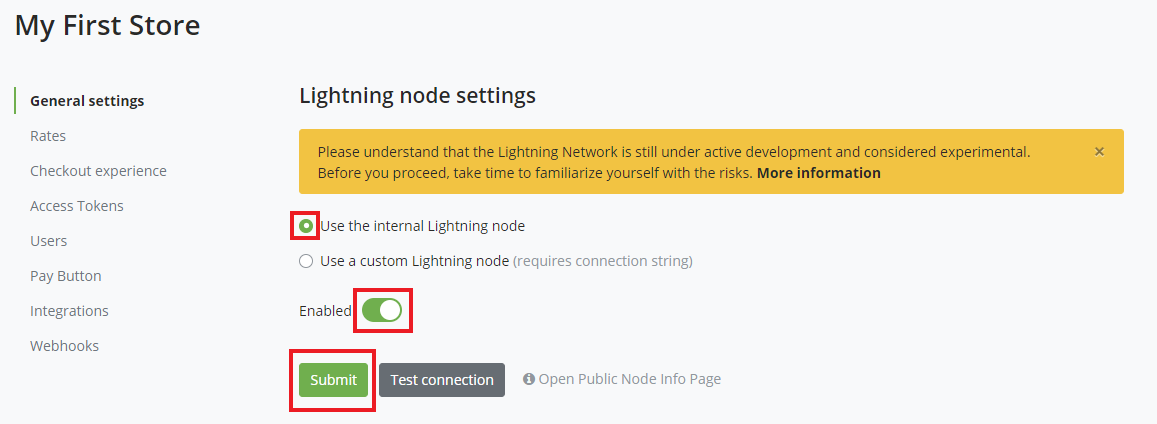 My First Store
General settings
Rates
Checkout experience
Access Tokens
Users
Pay Button
Integrations
Webhooks
Lightning node settings
Please understand that the Lightning Network is still under active development and considered experimental.
Before you proceed, take time to familiarize yourself with the risks. More information
×
Use the internal Lightning node
Use a custom Lightning node (requires connection string)
Enabled
Submit
Test connection
Open Public Node Info Page